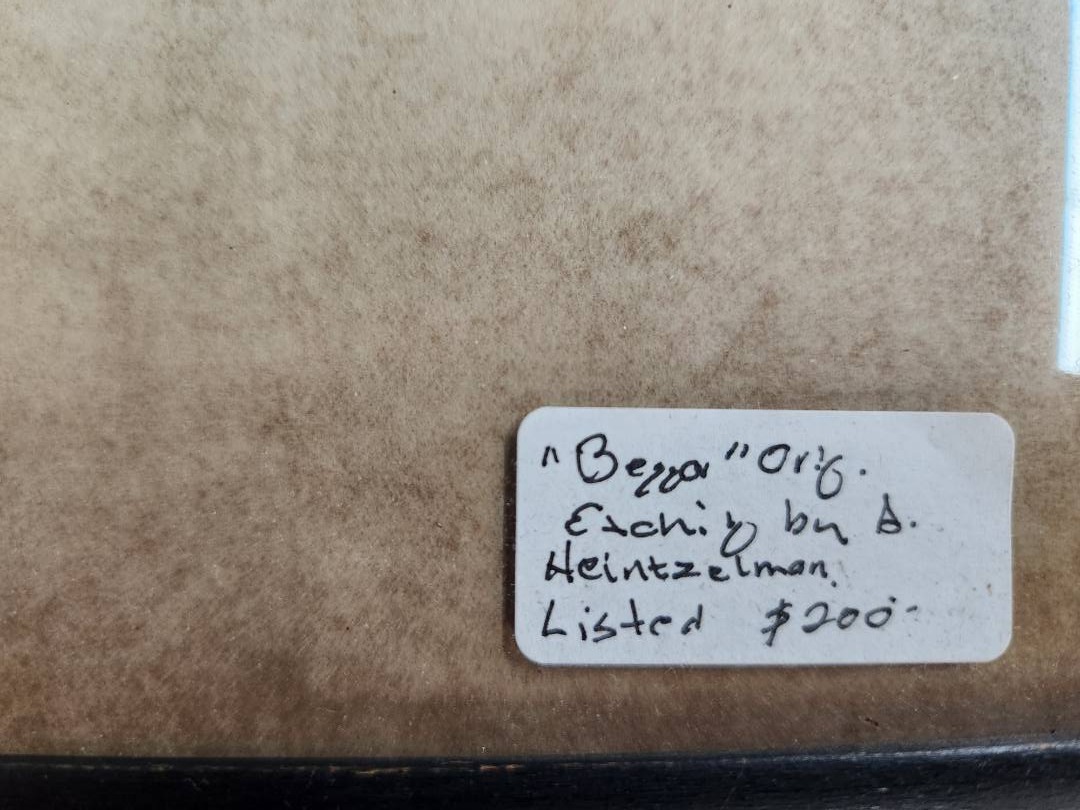 "Beggar" Orig.
Etching by A.
Heintzelman.
Listed $200-